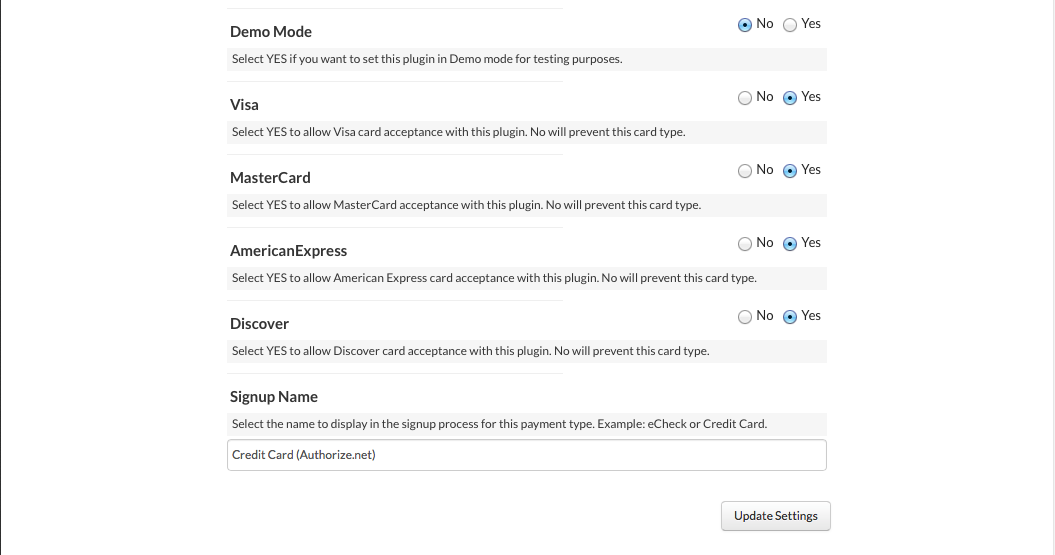 Demo Mode
No Yes
Select YES if you want to set this plugin in Demo mode for testing purposes.
Visa
No Yes
Select YES to allow Visa card acceptance with this plugin. No will prevent this card type.
MasterCard
No Yes
Select YES to allow MasterCard acceptance with this plugin. No will prevent this card type.
AmericanExpress
No Yes
Select YES to allow American Express card acceptance with this plugin. No will prevent this card type.
Discover
No Yes
Select YES to allow Discover card acceptance with this plugin. No will prevent this card type.
Signup Name
Select the name to display in the signup process for this payment type. Example: eCheck or Credit Card.
Credit Card (Authorize.net)
Update Settings